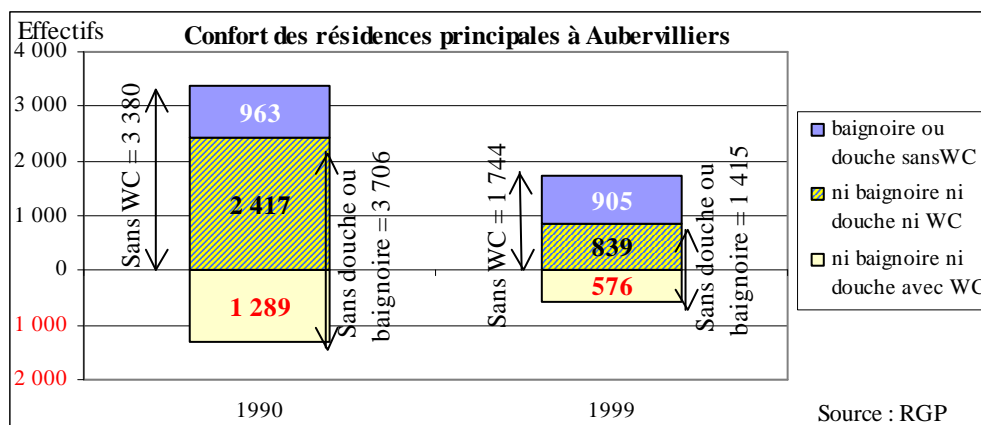 Effectifs
Confort des résidences principales à Aubervilliers
4 000
3 000
2 000
1 000
0
1 000
2 000
Sans WC = 3 380
963
2 417
1 289
Sans douche ou
baignoire = 3 706
Sans WC = 1 744
905
839
576
Sans douche ou
baignoire = 1 415
1990
1999
baignoire ou
douche sansWC
ni baignoire ni
douche ni WC
ni baignoire ni
douche avec WC
Source : RGP